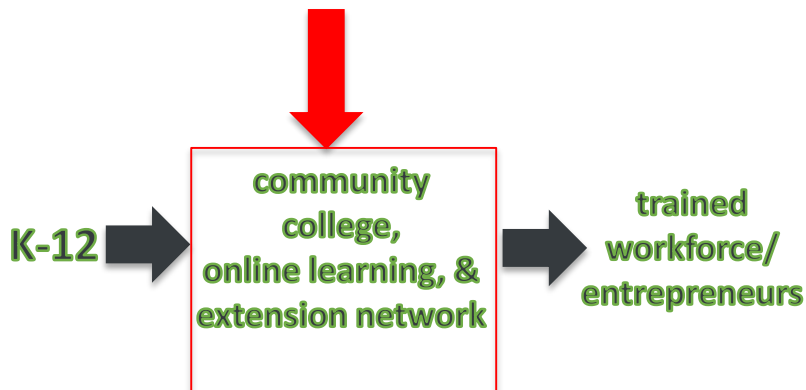 K-12
community
college,
online learning, &
extension network
trained
workforce/
entrepreneurs